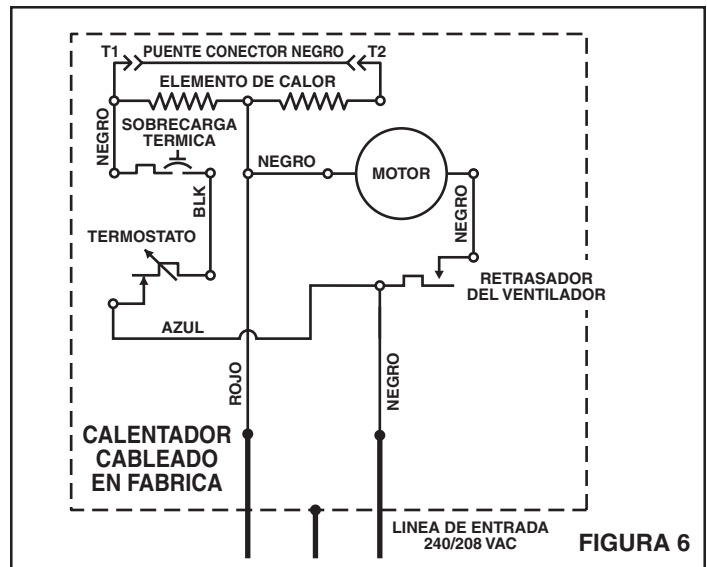 T1 PUENTE CONECTOR NEGRO T2
ELEMENTO DE CALOR
SOBRECARGA
TERMICA
NEGRO
NEGRO
MOTOR
BLK
NEGRO
TERMOSTATO
RETRASADOR
DEL VENTILADOR
AZUL
ROJO
NEGRO
CALENTADOR
CABLEADO
EN FABRICA
LINEA DE ENTRADA
240/208 VAC
FIGURA 6